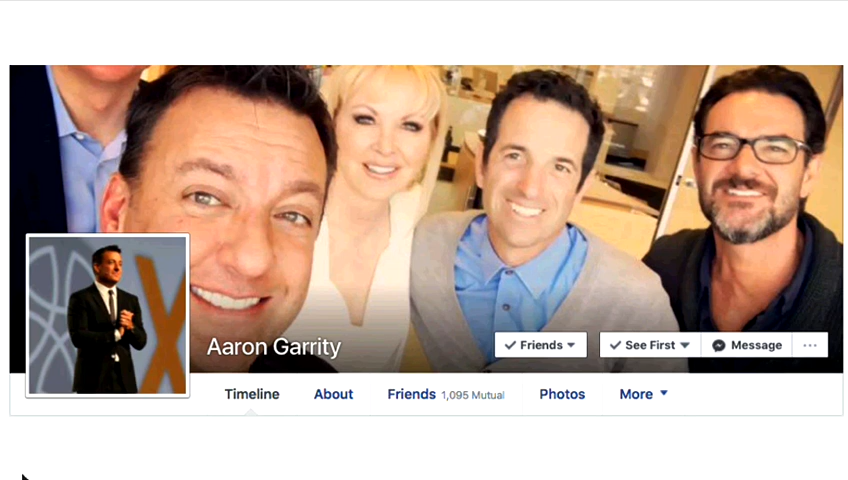 Aaron Garrity
Friends
See First
Message
Timeline
About
Friends 1,095 Mutual
Photos
More